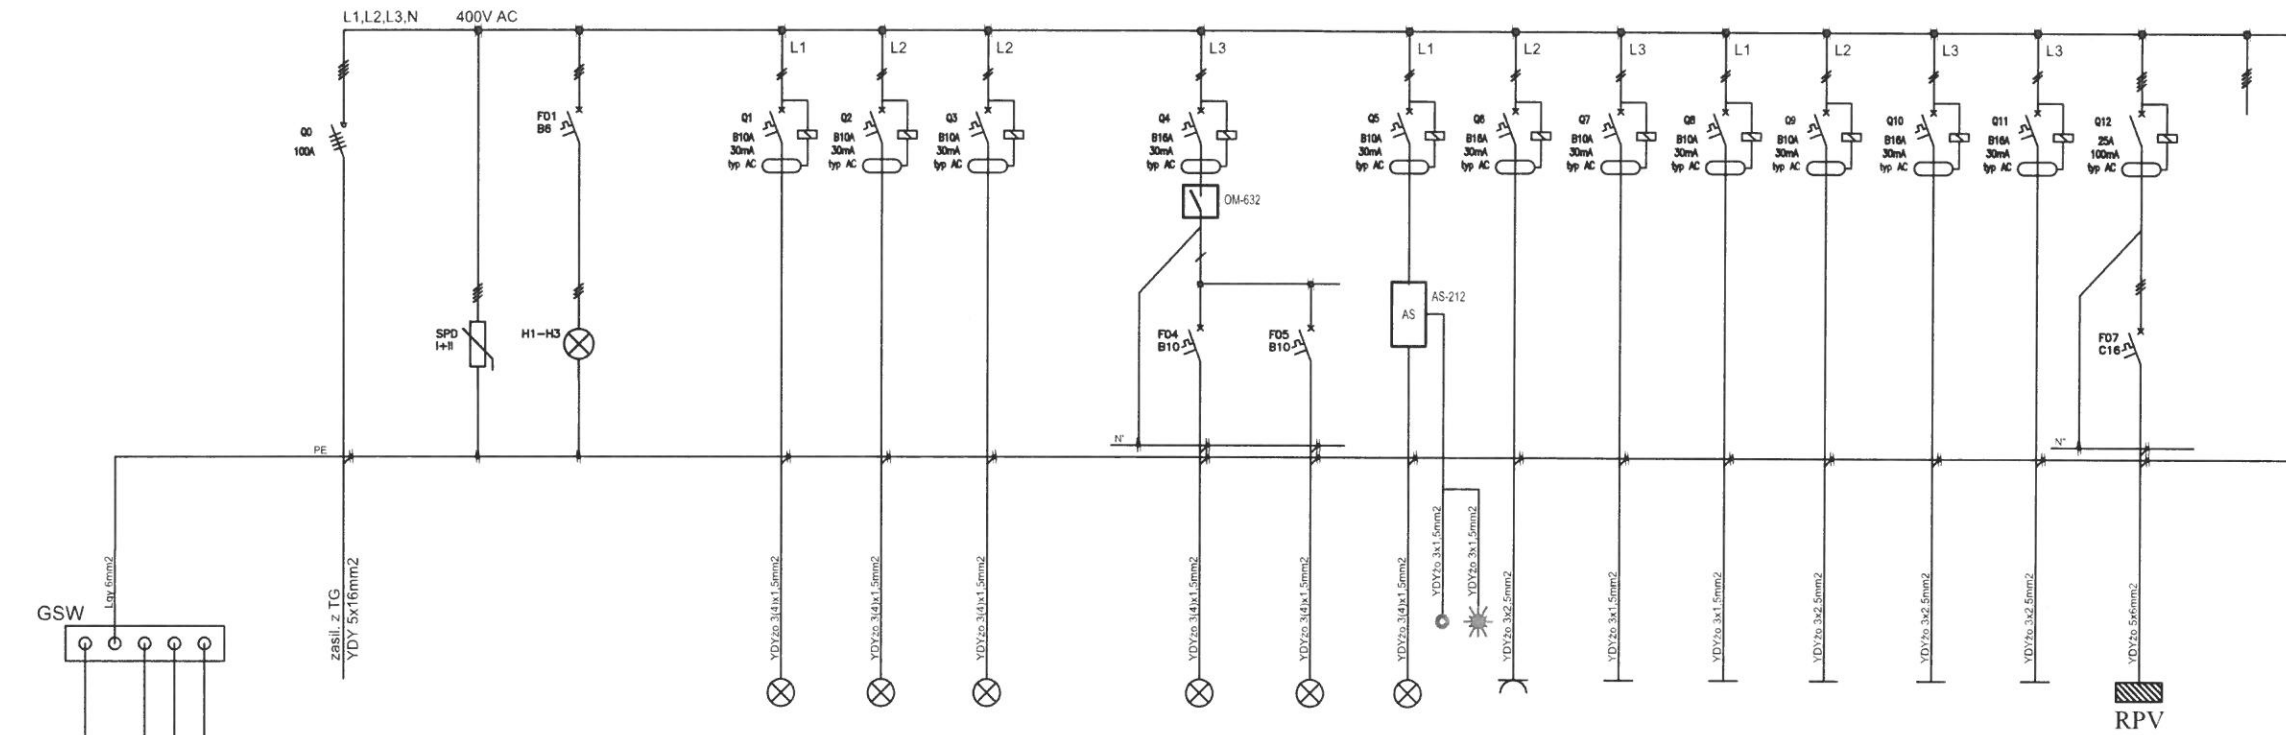 L1,L2,L3,N 400V AC
L1
L2
L2
L3
L1
L2
L3
L1
L2
L3
L3
Q0
100A
F01
B6
Q1
B10A
30mA
typ AC
Q2
B10A
30mA
typ AC
Q3
B10A
30mA
typ AC
Q4
B16A
30mA
typ AC
Q5
B10A
30mA
typ AC
Q6
B16A
30mA
typ AC
Q7
B10A
30mA
typ AC
Q8
B10A
30mA
typ AC
Q9
B10A
30mA
typ AC
Q10
B16A
30mA
typ AC
Q11
B16A
30mA
typ AC
Q12
25A
100mA
typ AC
OM-632
SPD
I+II
H1-H3
F04
B10
F05
B10
AS
AS-212
F07
C16
PE
N'
N'
GSW
Lgy 6mm2
zasil. z TG
YDY 5x16mm2
YDYżo 3(4)x1,5mm2
YDYżo 3(4)x1,5mm2
YDYżo 3(4)x1,5mm2
YDYżo 3(4)x1,5mm2
YDYżo 3(4)x1,5mm2
YDYżo 3(4)x1,5mm2
YDYżo 3x1,5mm2
YDYżo 3x1,5mm2
YDYżo 3x2,5mm2
YDYżo 3x1,5mm2
YDYżo 3x1,5mm2
YDYżo 3x2,5mm2
YDYżo 3x2,5mm2
YDYżo 3x2,5mm2
YDYżo 5x6mm2
RPV